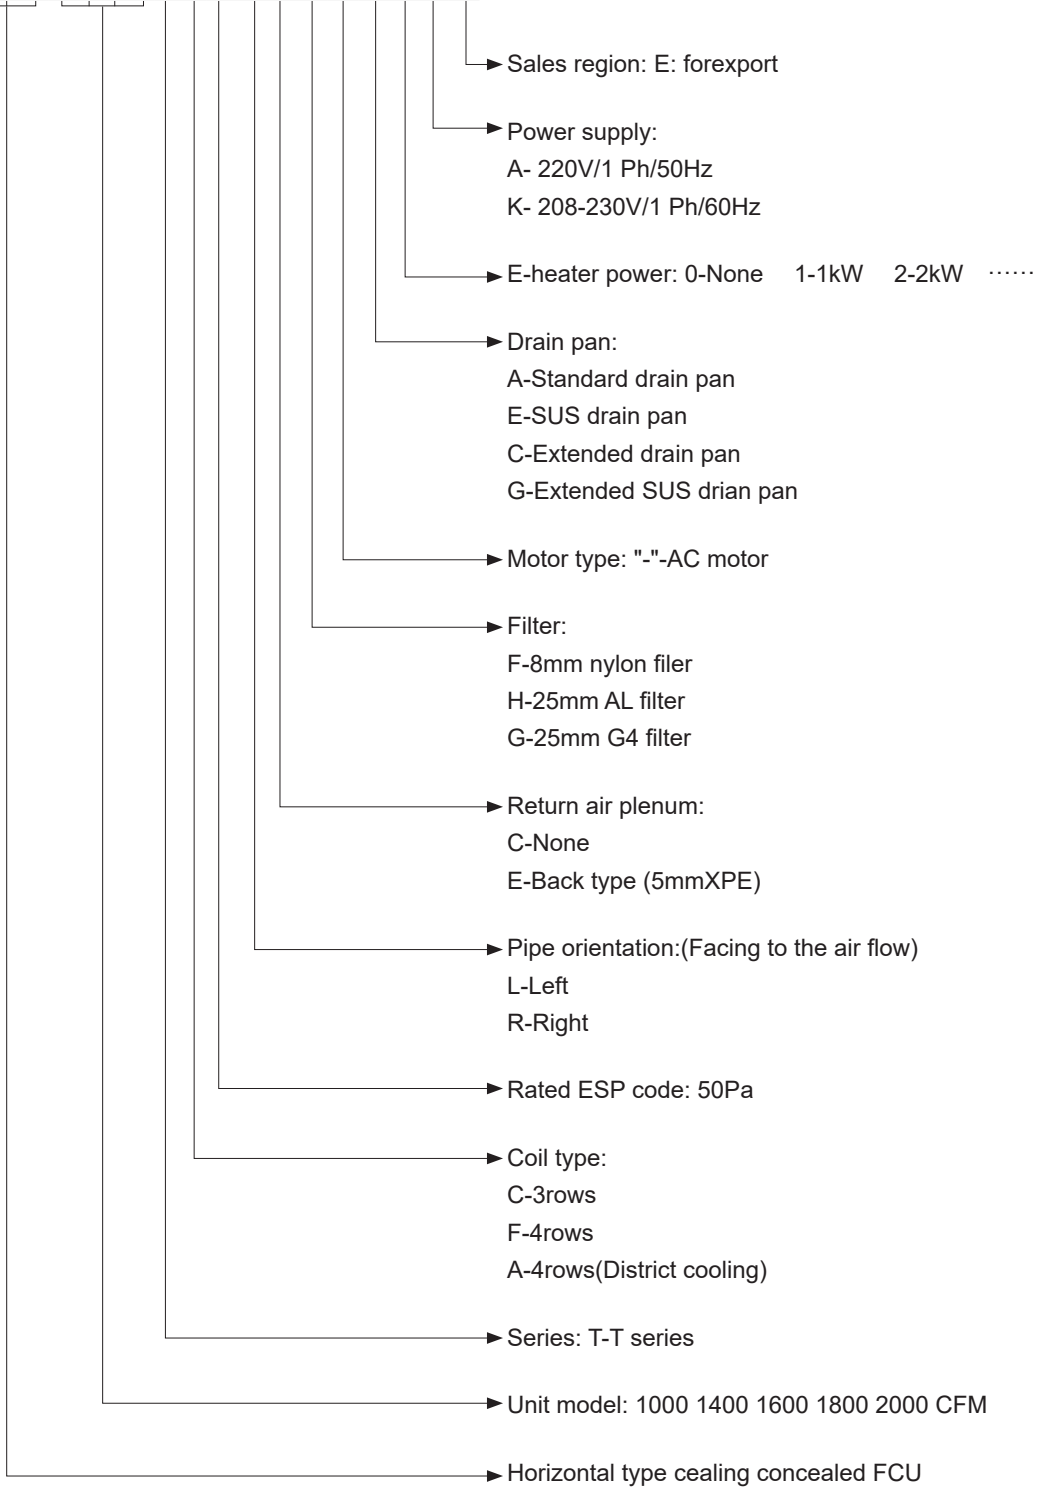 Sales region: E: forexport
Power supply:
A- 220V/1 Ph/50Hz
K- 208-230V/1 Ph/60Hz
E-heater power: 0-None 1-1kW 2-2kW ······
Drain pan:
A-Standard drain pan
E-SUS drain pan
C-Extended drain pan
G-Extended SUS drian pan
Motor type: "-"-AC motor
Filter:
F-8mm nylon filer
H-25mm AL filter
G-25mm G4 filter
Return air plenum:
C-None
E-Back type (5mmXPE)
Pipe orientation:(Facing to the air flow)
L-Left
R-Right
Rated ESP code: 50Pa
Coil type:
C-3rows
F-4rows
A-4rows(District cooling)
Series: T-T series
Unit model: 1000 1400 1600 1800 2000 CFM
Horizontal type cealing concealed FCU